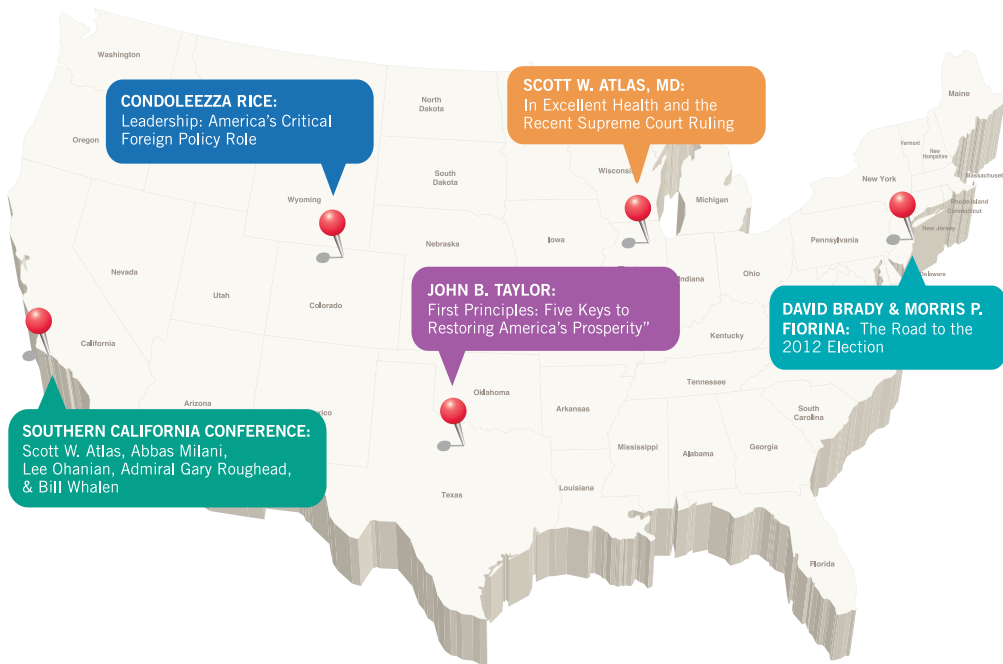 Washington
Oregon
California
Nevada
Utah
Arizona
Wyoming
Colorado
North
Dakota
South
Dakota
Nebraska
Iowa
Wisconsin
Michigan
Indiana
Ohio
Kentucky
Tennessee
Oklahoma
Texas
Arkansas
Louisiana
Mississippi
Alabama
Georgia
South
Carolina
Florida
Pennsylvania
New York
Vermont
New
Hampshire
Maine
Massachuset
Rhode Island
Connecticut
New Jersey
Delaware
CONDOLEEZZA RICE:
Leadership: America's Critical
Foreign Policy Role
SCOTT W. ATLAS, MD:
In Excellent Health and the
Recent Supreme Court Ruling
JOHN B. TAYLOR:
First Principles: Five Keys to
Restoring America's Prosperity”
DAVID BRADY & MORRIS P.
FIORINA: The Road to the
2012 Election
SOUTHERN CALIFORNIA CONFERENCE:
Scott W. Atlas, Abbas Milani,
Lee Ohanian, Admiral Gary Roughead,
& Bill Whalen